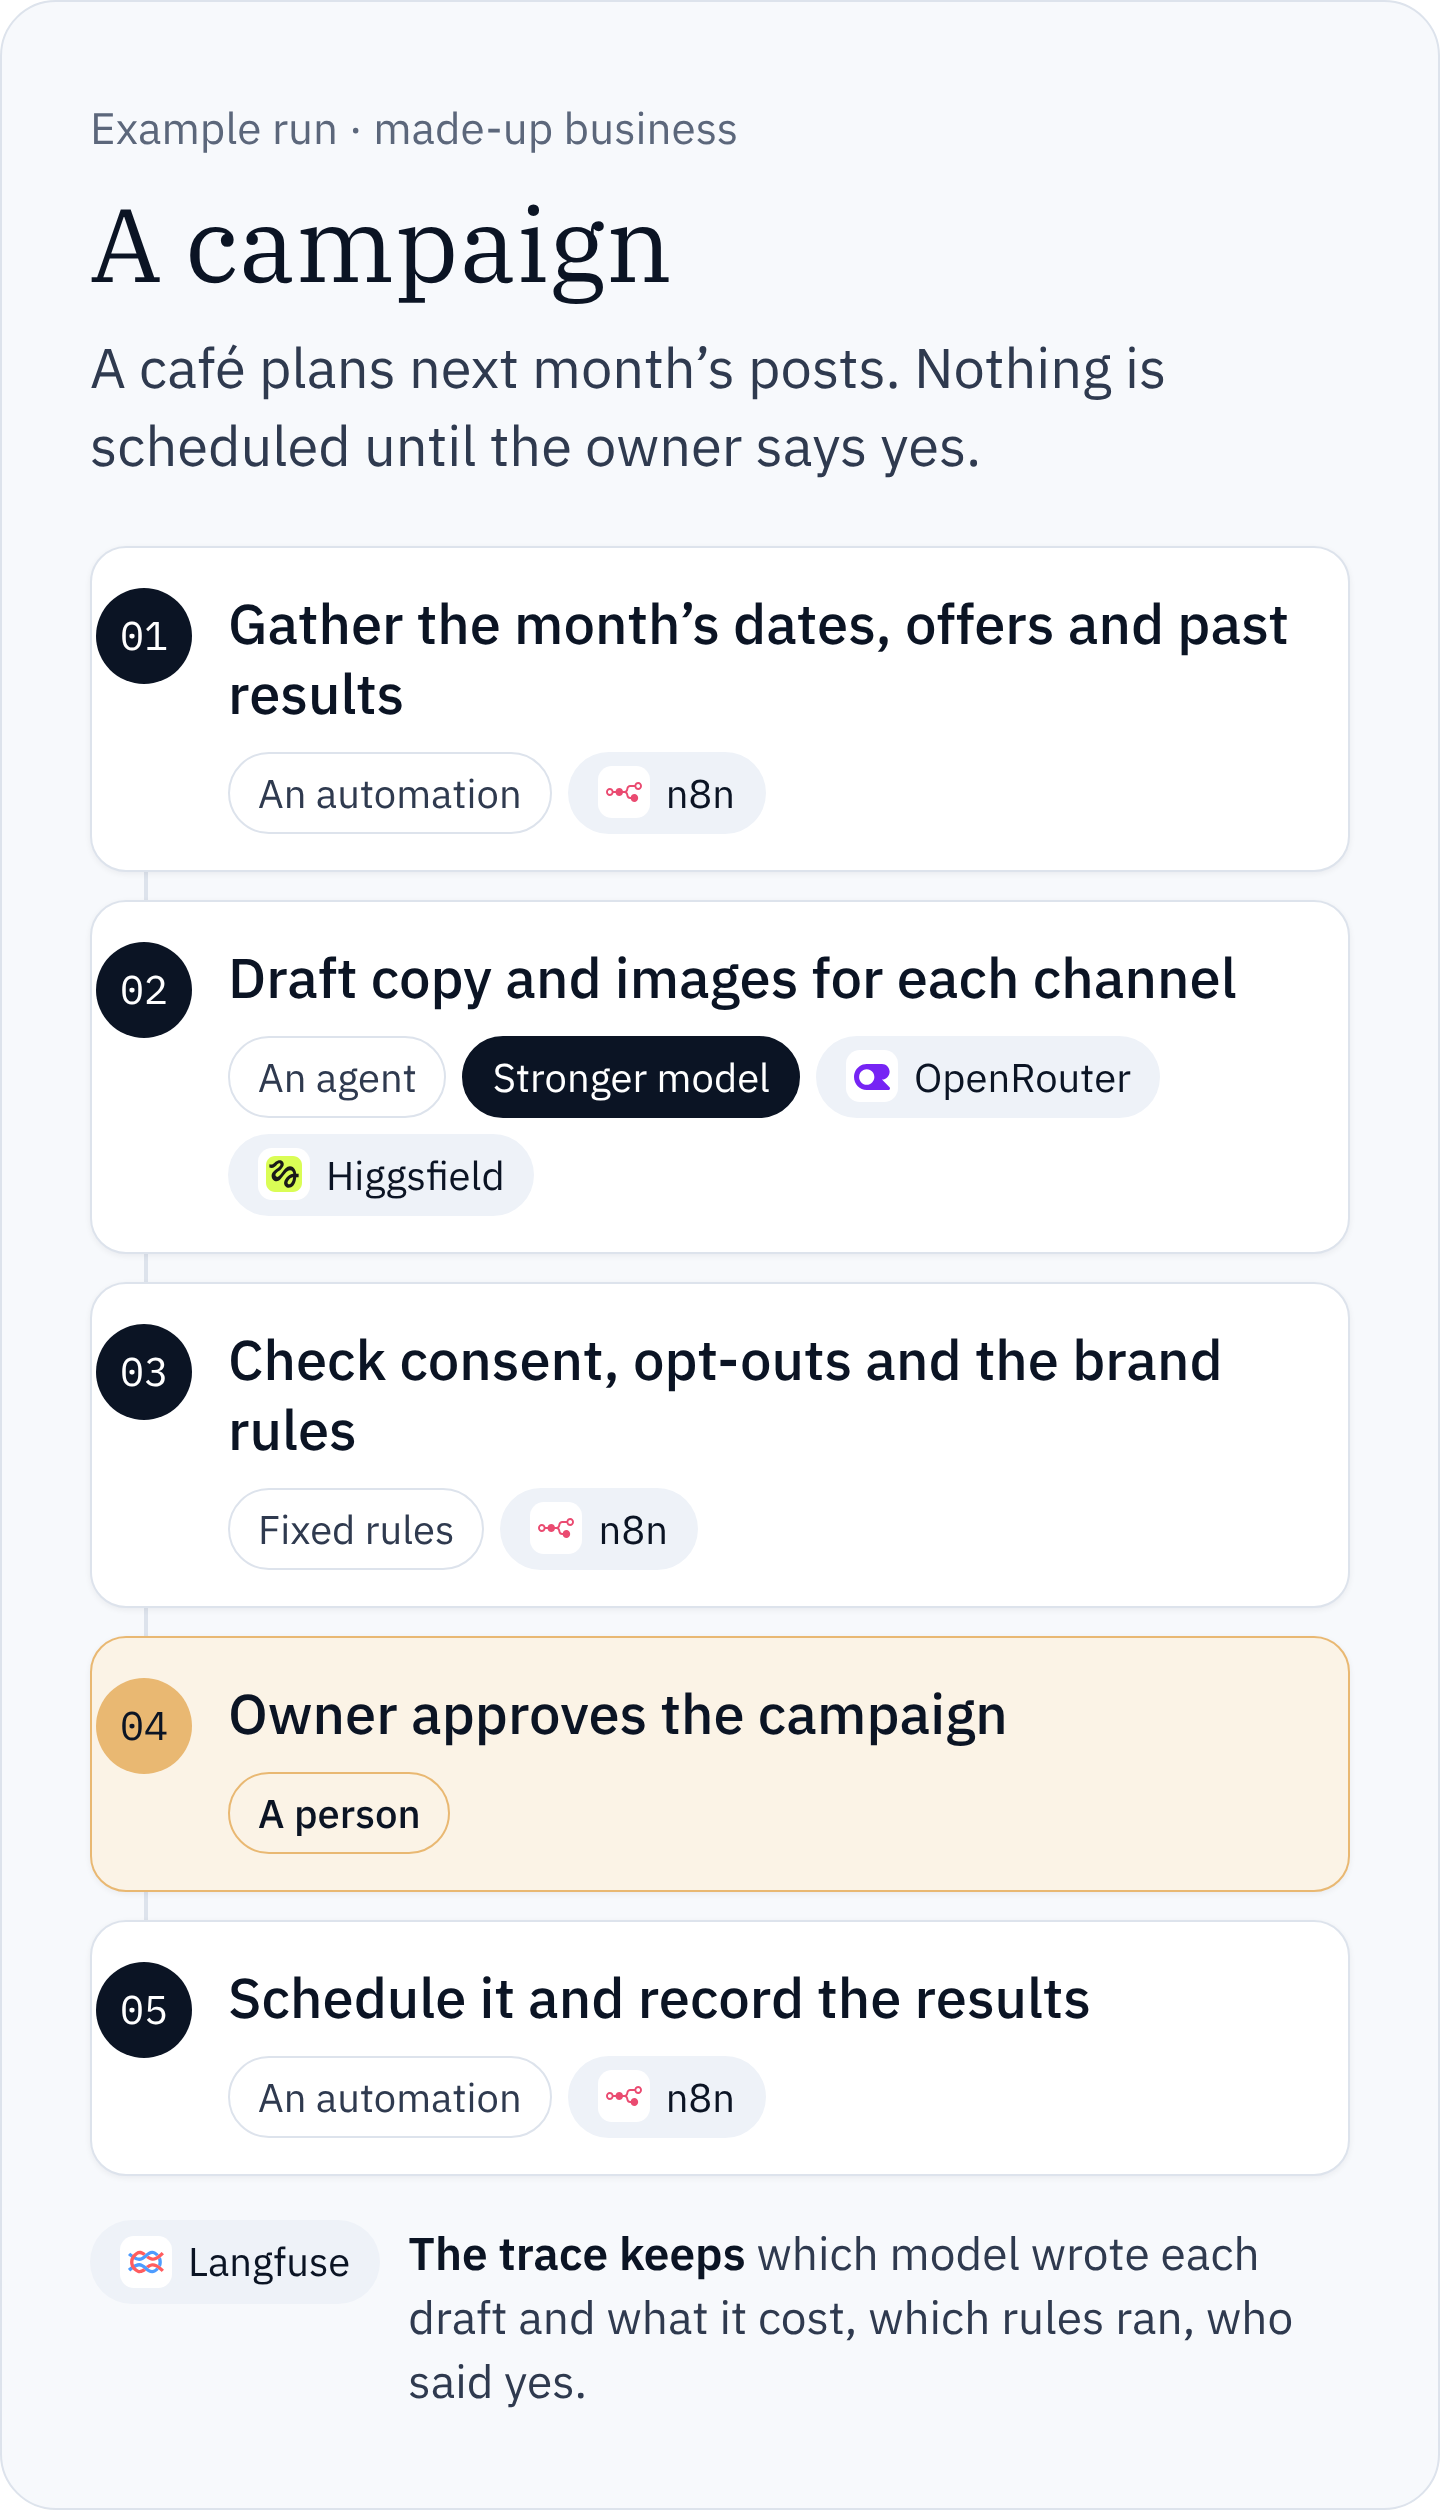 Example run · made-up business
A campaign
A café plans next month’s posts. Nothing is
scheduled until the owner says yes.
01
Gather the month’s dates, offers and past
results
An automation
n8n
02
Draft copy and images for each channel
An agent
Stronger model
OpenRouter
Higgsfield
03
Check consent, opt-outs and the brand
rules
Fixed rules
n8n
04
Owner approves the campaign
A person
05
Schedule it and record the results
An automation
n8n
Langfuse
The trace keeps which model wrote each
draft and what it cost, which rules ran, who
said yes.